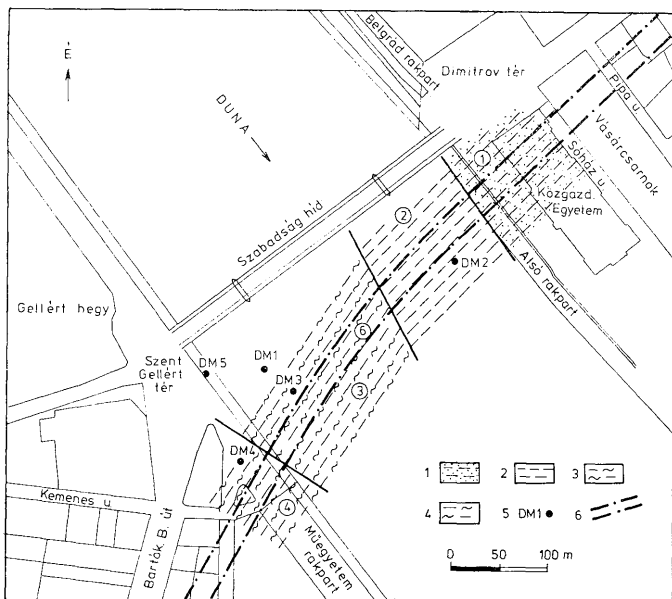 É
Belgrád rakpart
Dimitrov tér
DUNA
Pipa u.
Vásárcsarnok
Sóház u.
1
Közgazd.
Egyetem
2
Szabadság híd
DM2
Alsó rakpart
Gellért hegy
6
Szent
Gellért
tér
DM5
DM1
DM3
3
DM4
Kemenes u.
4
Bartók B. út
Műegyetem
rakpart
1 2 3
4 5 DM1 6
0 50 100 m